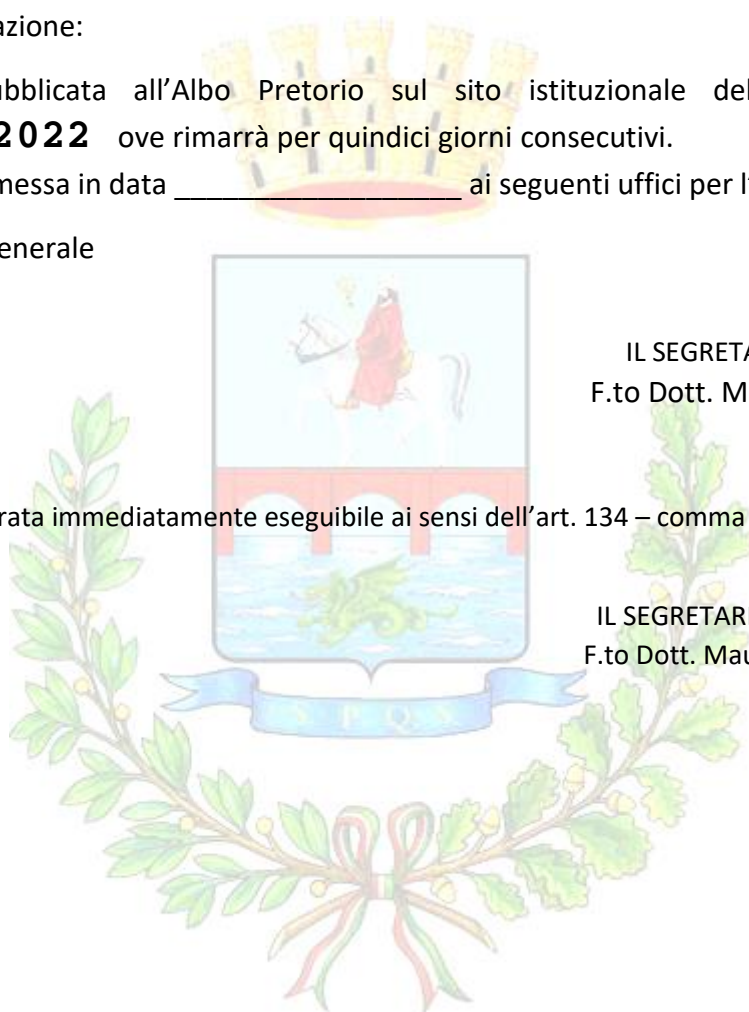 azione:
ubblicata all’Albo Pretorio sul sito istituzionale del
2022 ove rimarrà per quindici giorni consecutivi.
messa in data __________________ ai seguenti uffici per l’
enerale
IL SEGRETA
F.to Dott. M
rata immediatamente eseguibile ai sensi dell’art. 134 – comma
IL SEGRETARI
F.to Dott. Mau
S. P. Q. S.